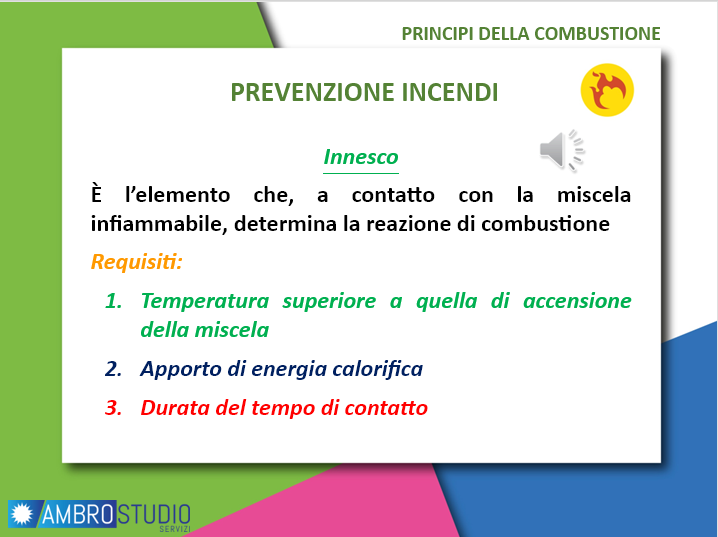 PRINCIPI DELLA COMBUSTIONE
PREVENZIONE INCENDI
Innesco
È l’elemento che, a contatto con la miscela
infiammabile, determina la reazione di combustione
Requisiti:
1. Temperatura superiore a quella di accensione
della miscela
2. Apporto di energia calorifica
3. Durata del tempo di contatto
AMBROSTUDIO
SERVIZI